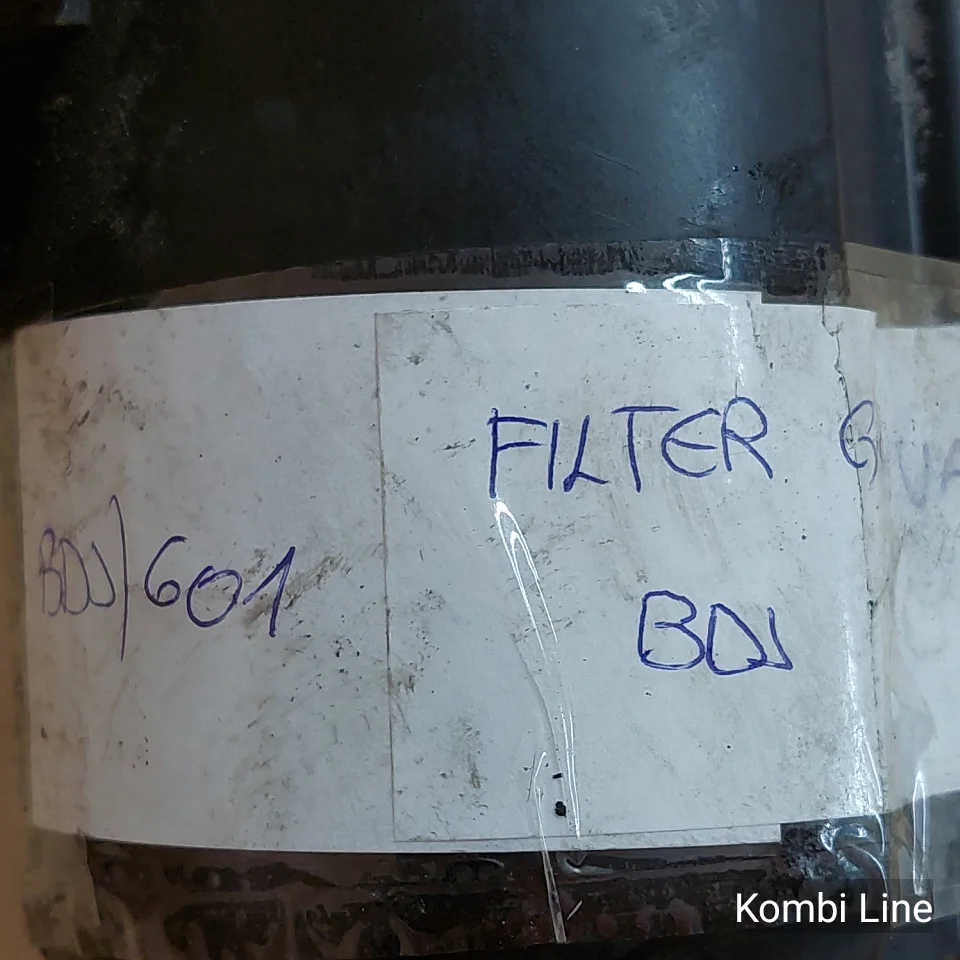 BDJ/601
FILTER
BDJ
Kombi Line